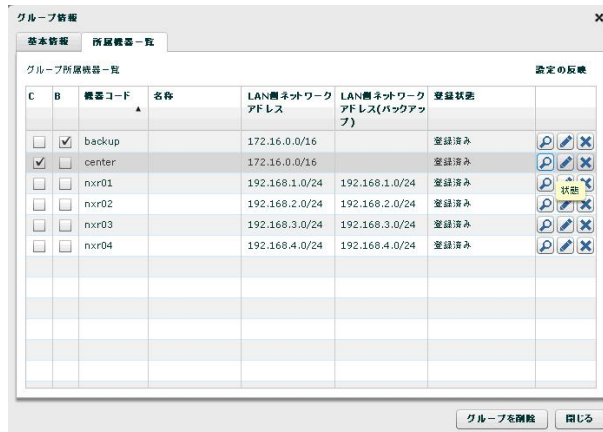 グループ情報
基本情報 所属機器一覧
グループ所属機器一覧 設定の反映
C B 機器コード 名称 LAN側ネットワークアドレス LAN側ネットワークアドレス(バックアップ) 登録状態
backup 172.16.0.0/16 登録済み
center 172.16.0.0/16 登録済み
nxr01 192.168.1.0/24 192.168.1.0/24 登録済み
状態
nxr02 192.168.2.0/24 192.168.2.0/24 登録済み
nxr03 192.168.3.0/24 192.168.3.0/24 登録済み
nxr04 192.168.4.0/24 192.168.4.0/24 登録済み
グループを削除 閉じる